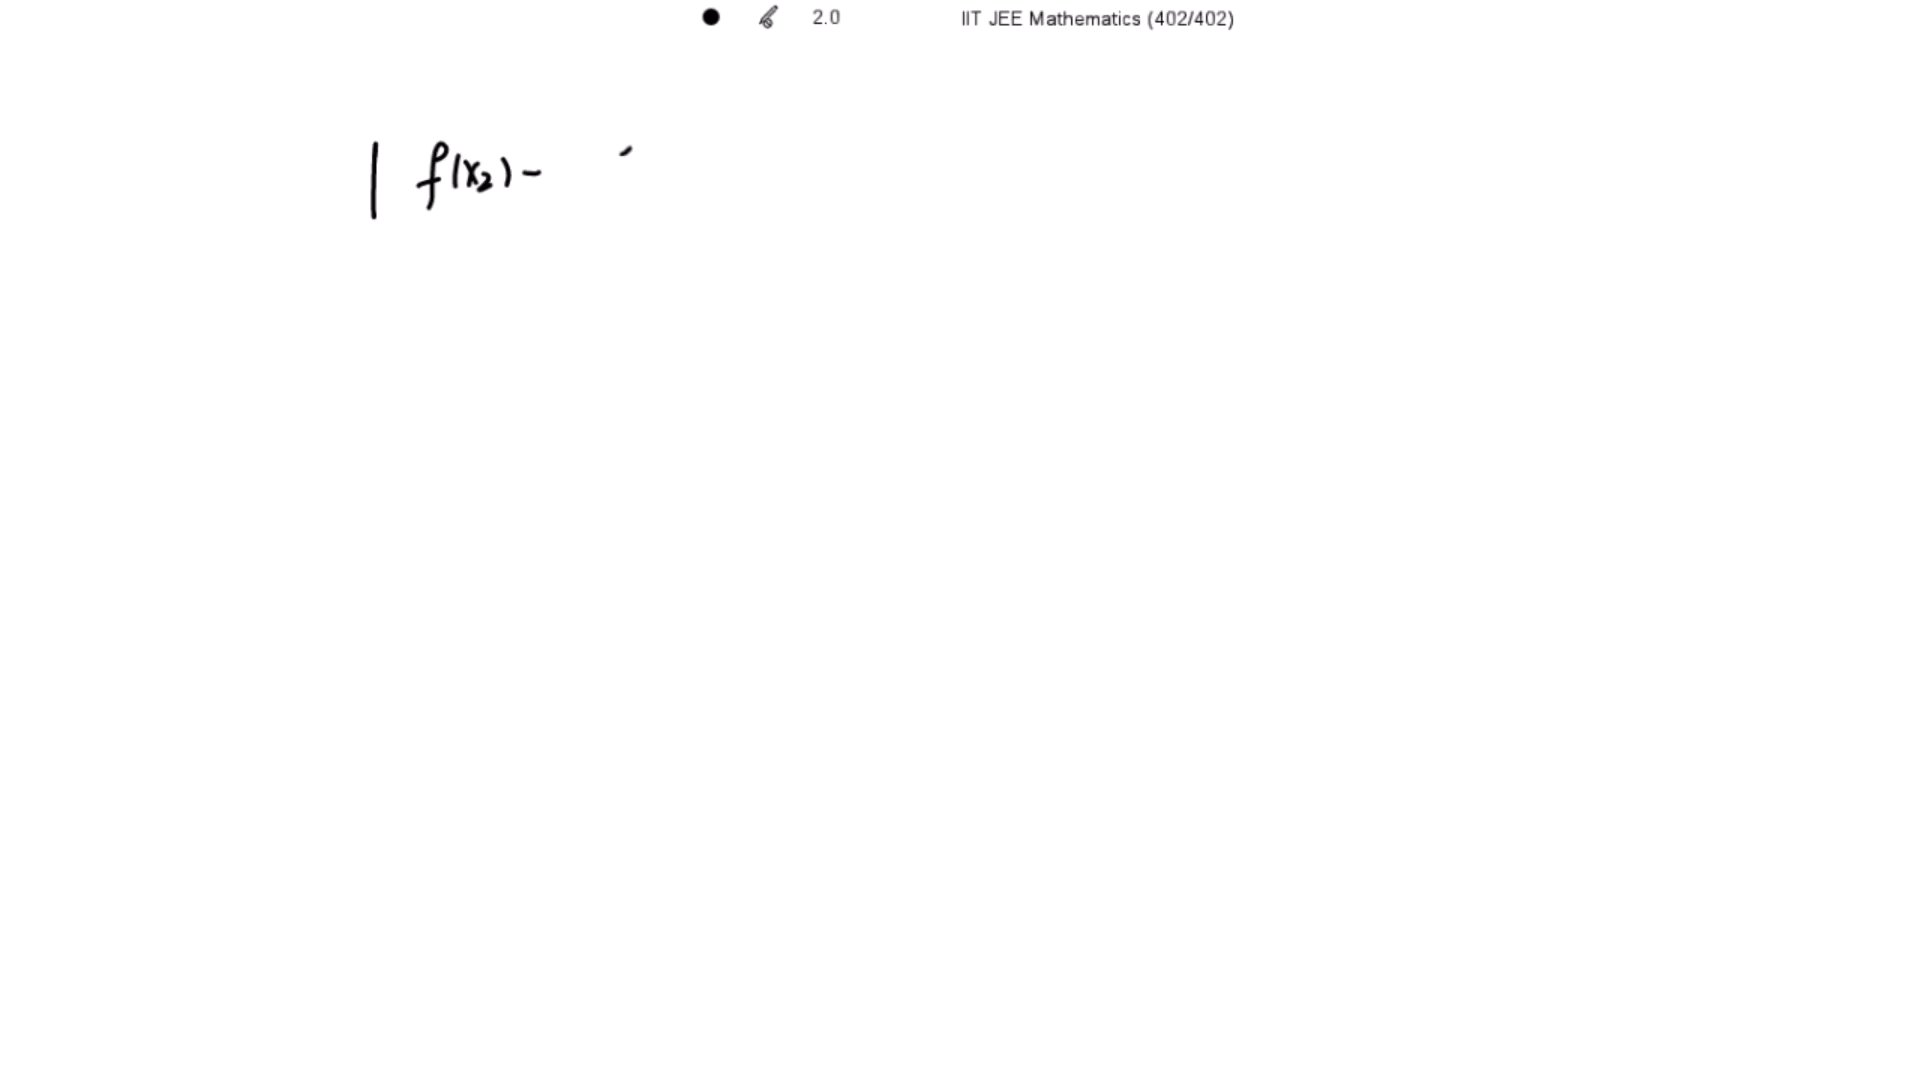 2.0 IIT JEE Mathematics (402/402)
| f(x₂) -